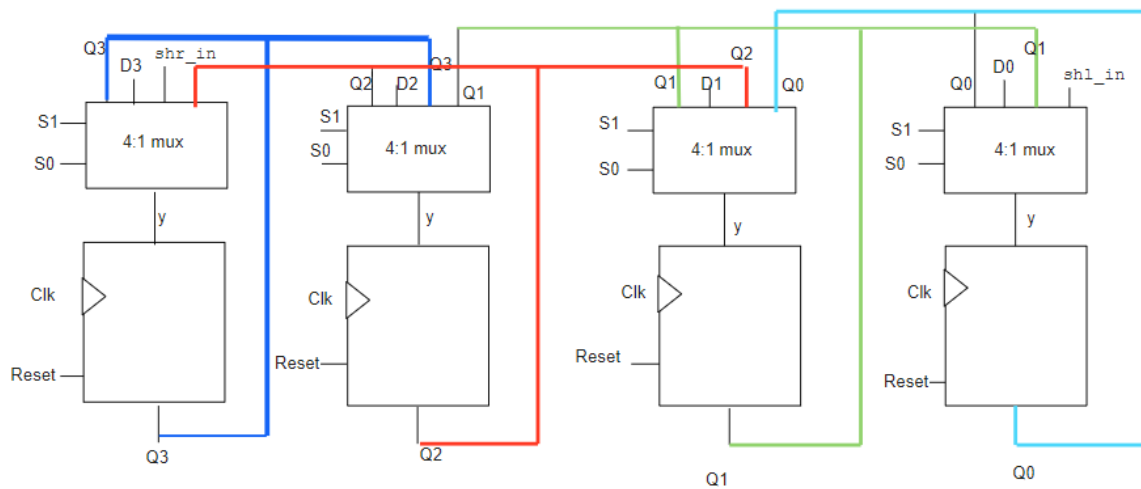 Q3
D3
shr_in
Q2
D2
Q3
Q1
Q1
D1
Q2
Q0
Q0
D0
Q1
shl_in
S1
S0
4:1 mux
S1
S0
4:1 mux
S1
S0
4:1 mux
S1
S0
4:1 mux
y
y
y
y
Clk
Clk
Clk
Clk
Reset
Reset
Reset
Reset
Q3
Q2
Q1
Q0